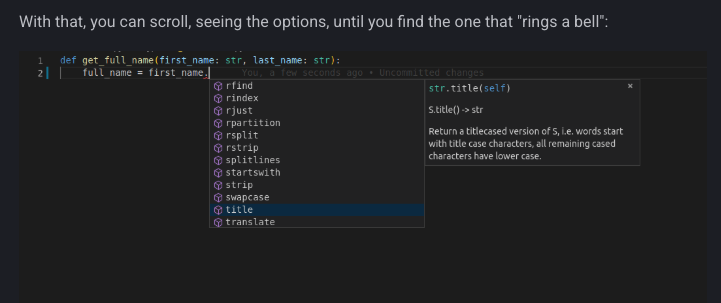 With that, you can scroll, seeing the options, until you find the one that "rings a bell":
1 def get_full_name(first_name: str, last_name: str):
2 full_name = first_name. You, a few seconds ago • Uncommitted changes
rfind
rindex
rjust
rpartition
rsplit
rstrip
splitlines
startswith
strip
swapcase
title
translate
str.title(self) ×
S.title() -> str
Return a titlecased version of S, i.e. words start
with title case characters, all remaining cased
characters have lower case.